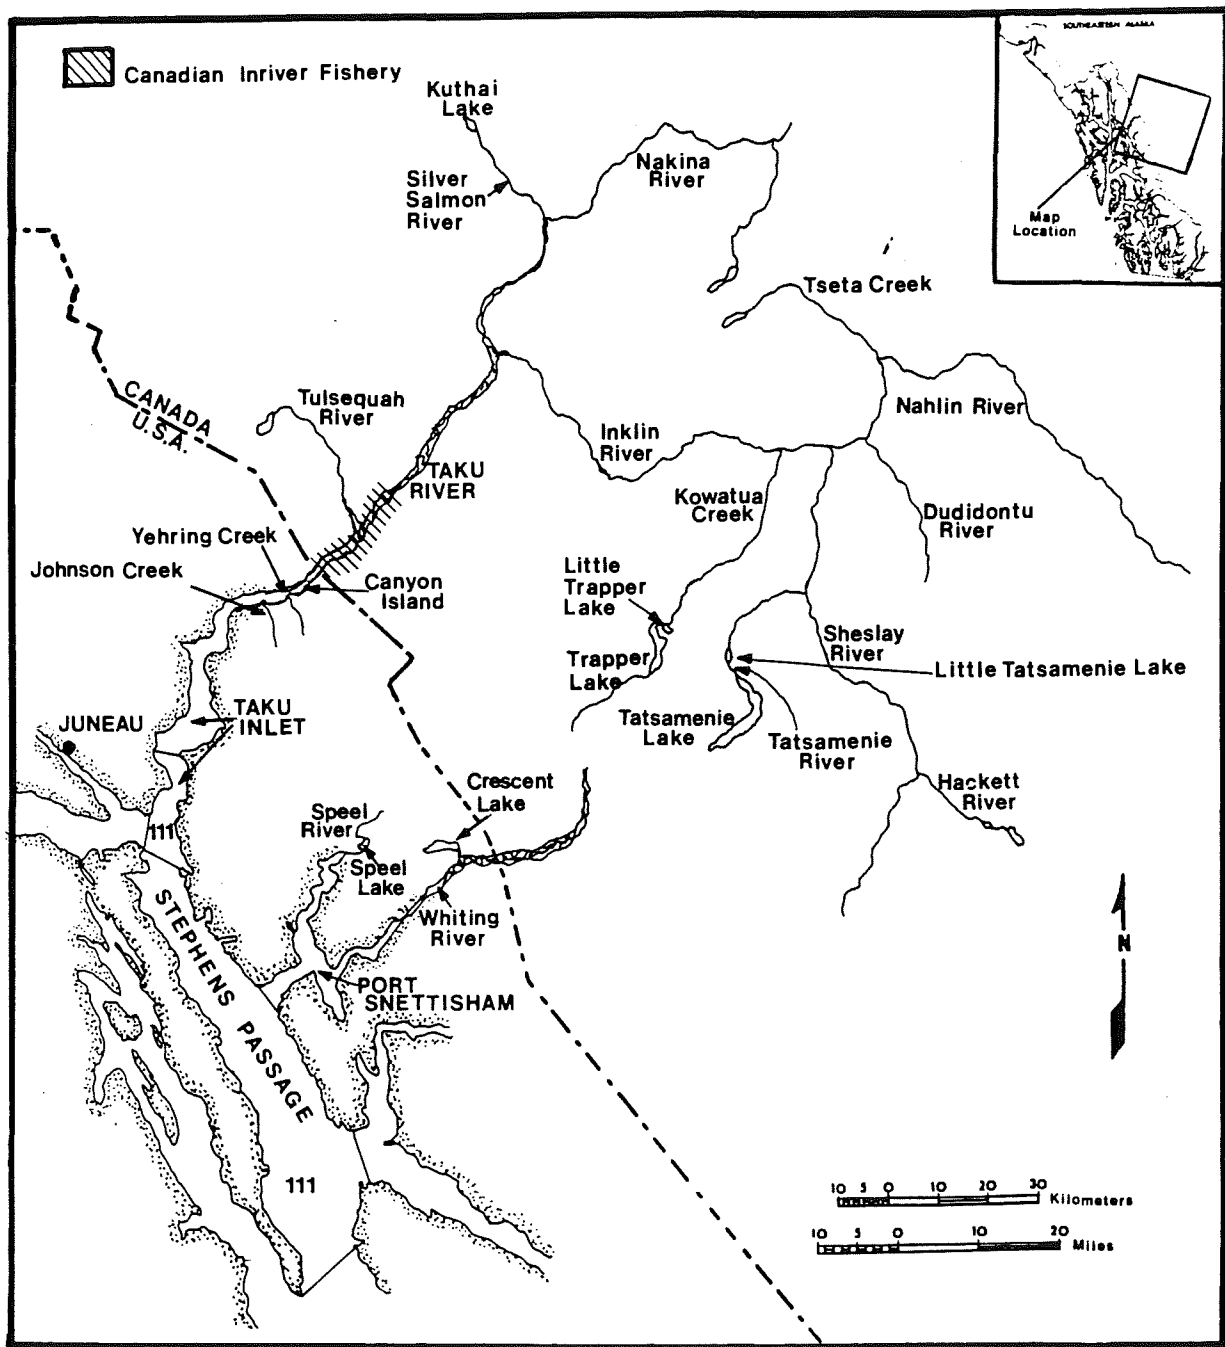 SOUTHEASTERN ALASKA
Map
Location
Canadian Inriver Fishery
Kuthai
Lake
Silver
Salmon
River
Nakina
River
Tseta Creek
CANADA
U.S.A.
Tulsequah
River
Nahlin River
Inklin
River
TAKU
RIVER
Kowatua
Creek
Dudidontu
River
Yehring Creek
Johnson Creek
Canyon
Island
Little
Trapper
Lake
Sheslay
River
Trapper
Lake
Little Tatsamenie Lake
TAKU
INLET
JUNEAU
Tatsamenie
Lake
Tatsamenie
River
Crescent
Lake
Hackett
River
Speel
River
111
Speel
Lake
Whiting
River
STEPHENS PASSAGE
N
PORT
SNETTISHAM
111
10 5 0 10 20 30
Kilometers
10 5 0 10 20
Miles